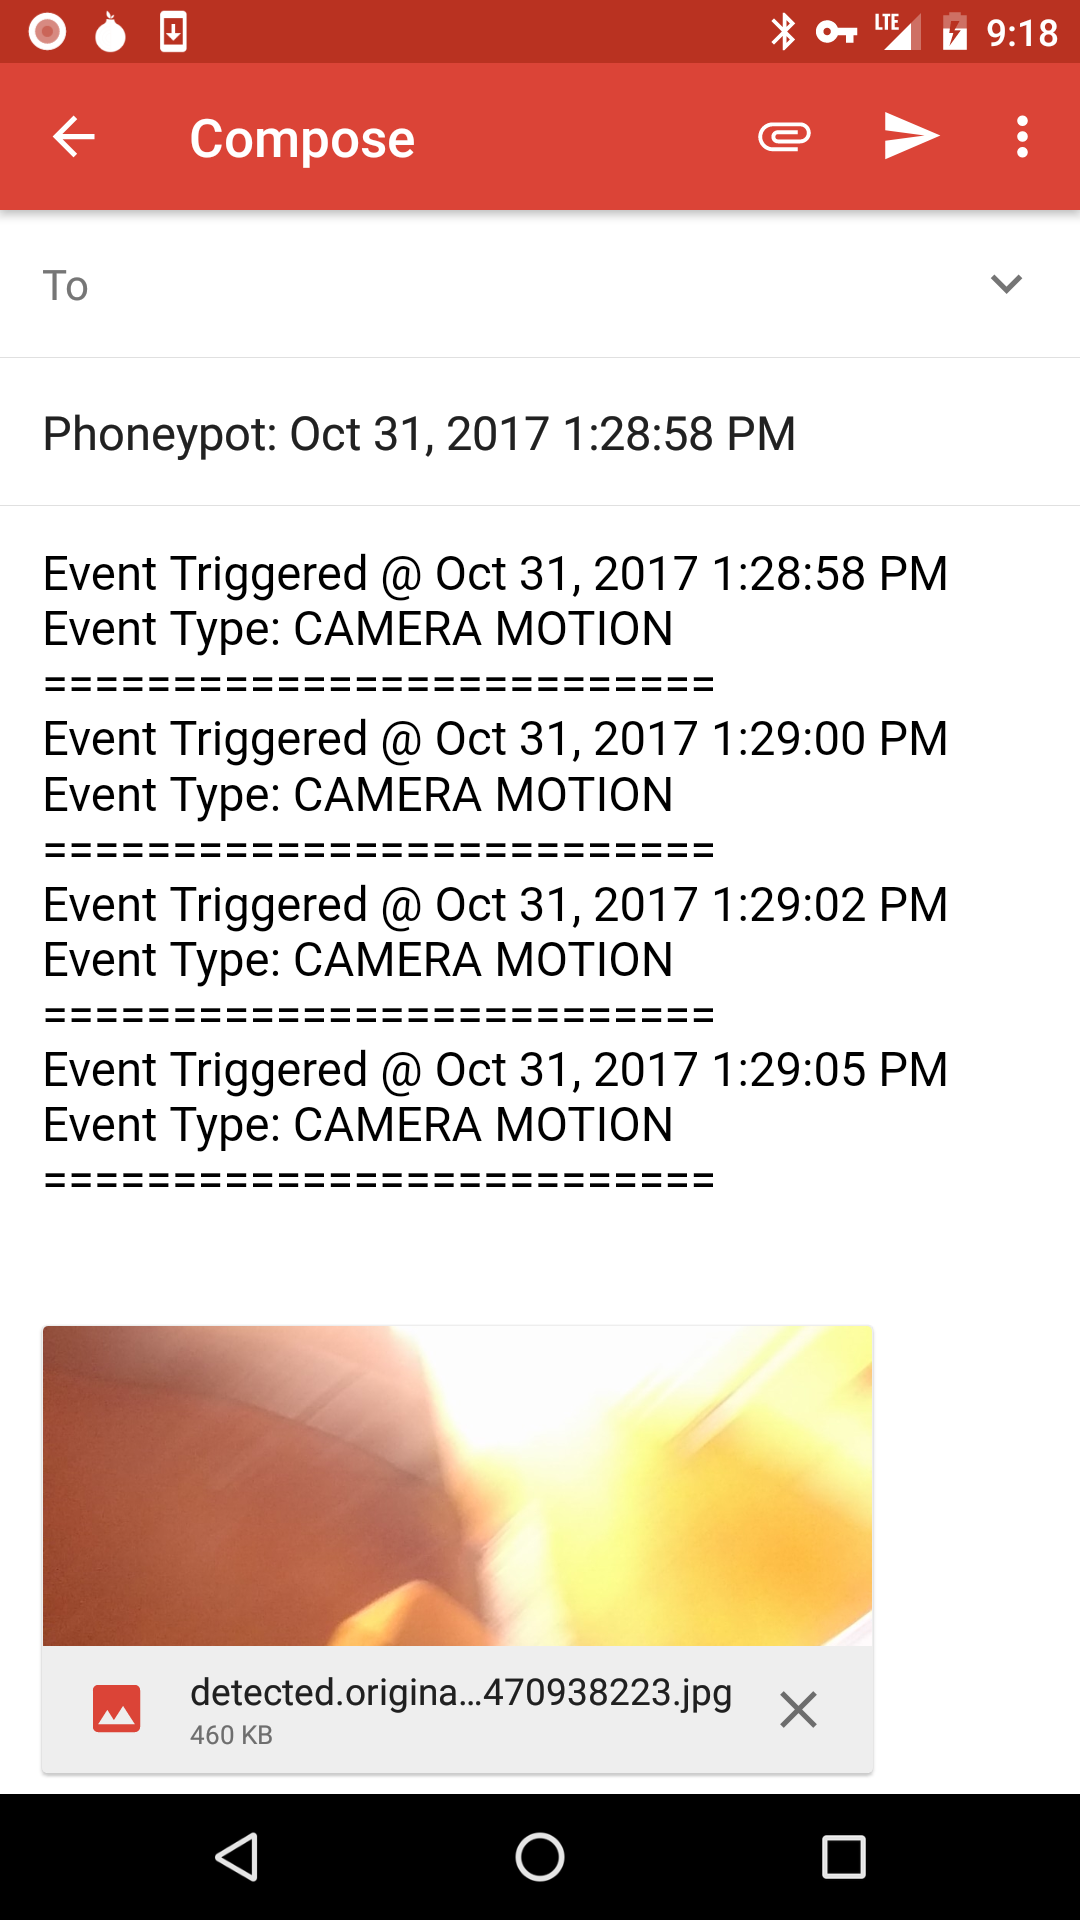 LTE 9:18
Compose
To
Phoneypot: Oct 31, 2017 1:28:58 PM
Event Triggered @ Oct 31, 2017 1:28:58 PM
Event Type: CAMERA MOTION
==========================
Event Triggered @ Oct 31, 2017 1:29:00 PM
Event Type: CAMERA MOTION
==========================
Event Triggered @ Oct 31, 2017 1:29:02 PM
Event Type: CAMERA MOTION
==========================
Event Triggered @ Oct 31, 2017 1:29:05 PM
Event Type: CAMERA MOTION
==========================
detected.origina...470938223.jpg
460 KB